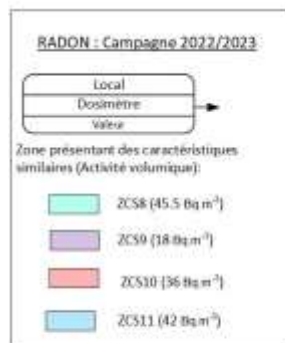 RADON : Campagne 2022/2023
Local
Dosimètre
Valeur
Zone présentant des caractéristiques
similaires (Activité volumique):
ZCS8 (45.5 Bq.m⁻³)
ZCS9 (18 Bq.m⁻³)
ZCS10 (36 Bq.m⁻³)
ZCS11 (42 Bq.m⁻³)